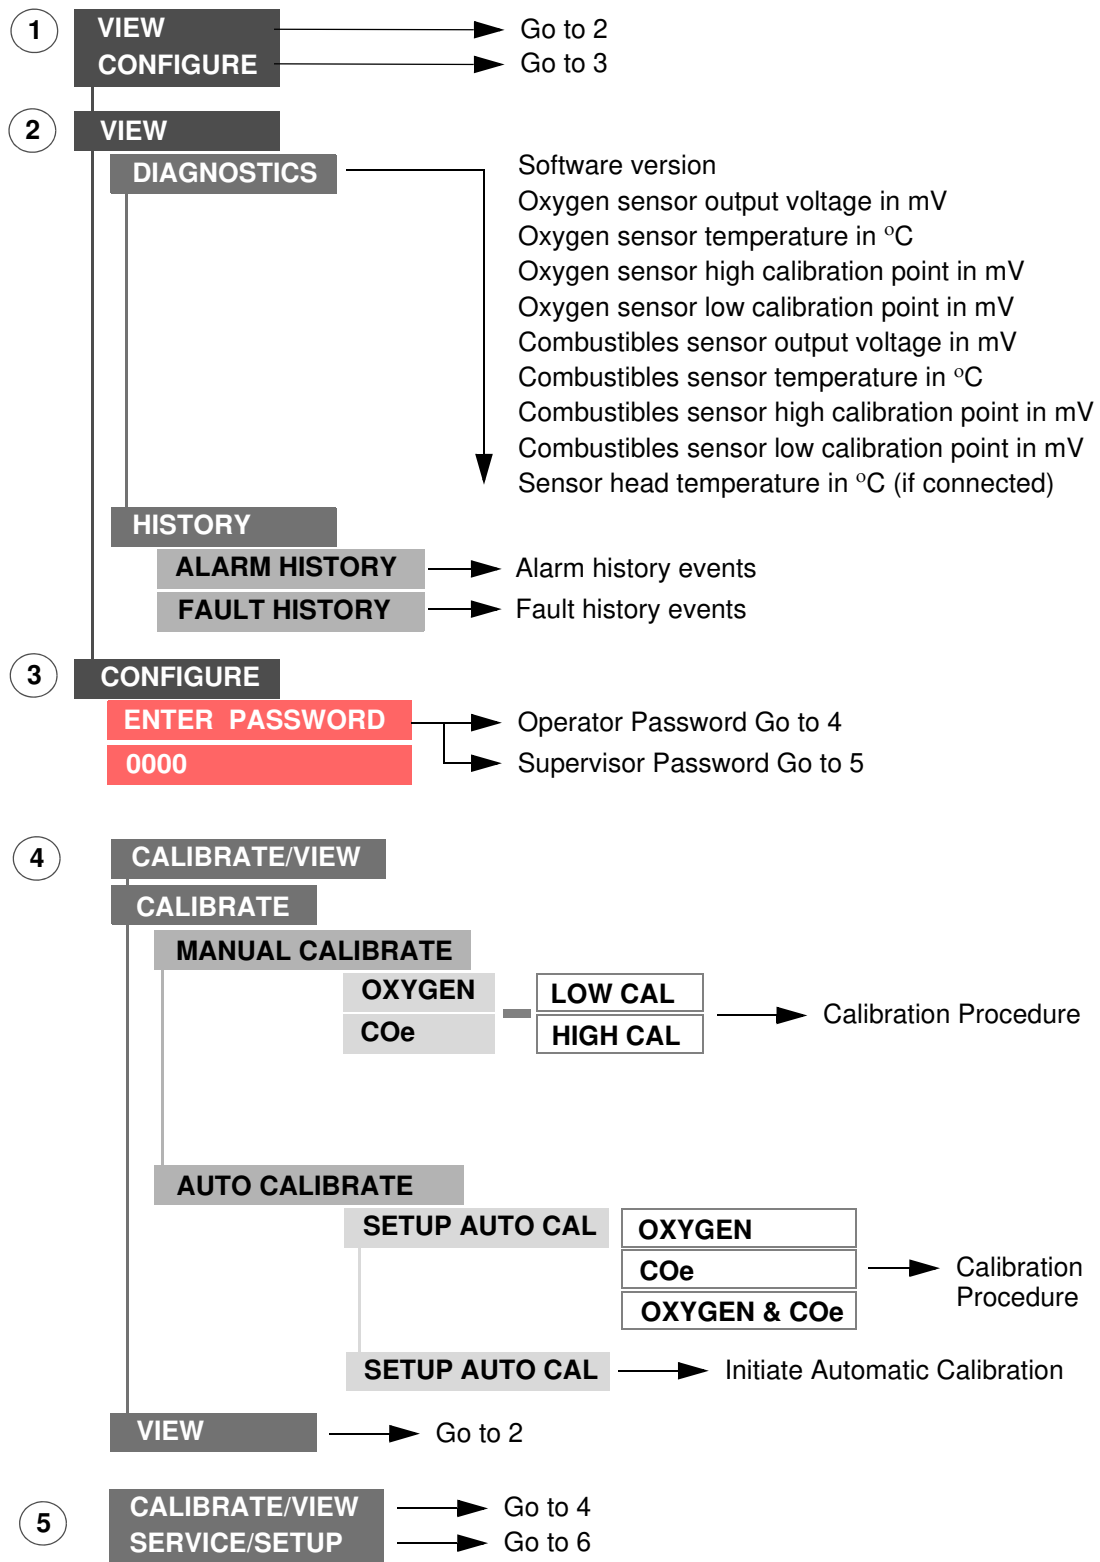 1 VIEW Go to 2
CONFIGURE Go to 3
2 VIEW
DIAGNOSTICS Software version
Oxygen sensor output voltage in mV
Oxygen sensor temperature in ºC
Oxygen sensor high calibration point in mV
Oxygen sensor low calibration point in mV
Combustibles sensor output voltage in mV
Combustibles sensor temperature in ºC
Combustibles sensor high calibration point in mV
Combustibles sensor low calibration point in mV
Sensor head temperature in ºC (if connected)
HISTORY
ALARM HISTORY Alarm history events
FAULT HISTORY Fault history events
3 CONFIGURE
ENTER PASSWORD Operator Password Go to 4
0000 Supervisor Password Go to 5
4 CALIBRATE/VIEW
CALIBRATE
MANUAL CALIBRATE
OXYGEN LOW CAL
COe HIGH CAL Calibration Procedure
AUTO CALIBRATE
SETUP AUTO CAL OXYGEN
COe Calibration
Procedure
OXYGEN & COe
SETUP AUTO CAL Initiate Automatic Calibration
VIEW Go to 2
5 CALIBRATE/VIEW Go to 4
SERVICE/SETUP Go to 6